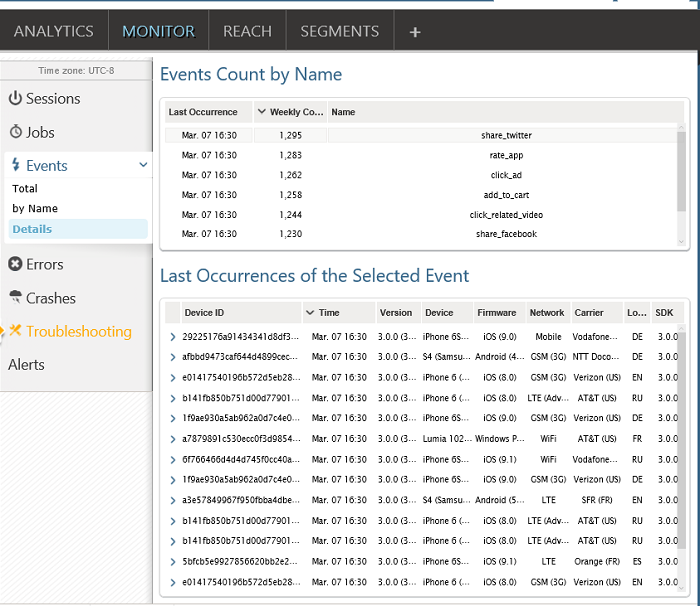 ANALYTICS MONITOR REACH SEGMENTS +
Time zone: UTC-8
Sessions
Jobs
Events
Total
by Name
Details
Errors
Crashes
Troubleshooting
Alerts
Events Count by Name
Last Occurrence Weekly Co... Name
Mar. 07 16:30 1,295 share_twitter
Mar. 07 16:30 1,283 rate_app
Mar. 07 16:30 1,262 click_ad
Mar. 07 16:30 1,258 add_to_cart
Mar. 07 16:30 1,244 click_related_video
Mar. 07 16:30 1,230 share_facebook
Last Occurrences of the Selected Event
Device ID Time Version Device Firmware Network Carrier Lo... SDK
29225176a91434341d8df3... Mar. 07 16:30 3.0.0 (3... iPhone 6S... iOS (9.0) Mobile Vodafone... DE 3.0.0
afbbd9473caf644d4899cec... Mar. 07 16:30 3.0.0 (3... S4 (Samsu... Android (4... GSM (3G) NTT Doco... DE 3.0.0
e01417540196b572d5eb28... Mar. 07 16:30 3.0.0 (3... iPhone 6 (... iOS (8.0) GSM (3G) Verizon (US) EN 3.0.0
b141fb850b751d00d77901... Mar. 07 16:30 3.0.0 (3... iPhone 6 (... iOS (8.0) LTE (Adv... AT&T (US) RU 3.0.0
1f9ae930a5ab962a0d7c4e0... Mar. 07 16:30 3.0.0 (3... iPhone 6S... iOS (9.0) GSM (3G) Verizon (US) DE 3.0.0
a7879891c530ecc0f3d9854... Mar. 07 16:30 3.0.0 (3... Lumia 102... Windows P... WiFi AT&T (US) FR 3.0.0
6f766466d4d4d745f0cc40a... Mar. 07 16:30 3.0.0 (3... iPhone 6S... iOS (9.1) WiFi Vodafone... RU 3.0.0
1f9ae930a5ab962a0d7c4e0... Mar. 07 16:30 3.0.0 (3... iPhone 6S... iOS (9.0) GSM (3G) Verizon (US) DE 3.0.0
a3e57849967f950fbba4dbe... Mar. 07 16:30 3.0.0 (3... S4 (Samsu... Android (5... LTE SFR (FR) EN 3.0.0
b141fb850b751d00d77901... Mar. 07 16:30 3.0.0 (3... iPhone 6 (... iOS (8.0) LTE (Adv... AT&T (US) RU 3.0.0
b141fb850b751d00d77901... Mar. 07 16:30 3.0.0 (3... iPhone 6 (... iOS (8.0) LTE (Adv... AT&T (US) RU 3.0.0
5bfcb5e9927856620bb2e2... Mar. 07 16:30 3.0.0 (3... iPhone 6S... iOS (9.1) LTE Orange (FR) ES 3.0.0
e01417540196b572d5eb28... Mar. 07 16:30 3.0.0 (3... iPhone 6 (... iOS (8.0) GSM (3G) Verizon (US) EN 3.0.0